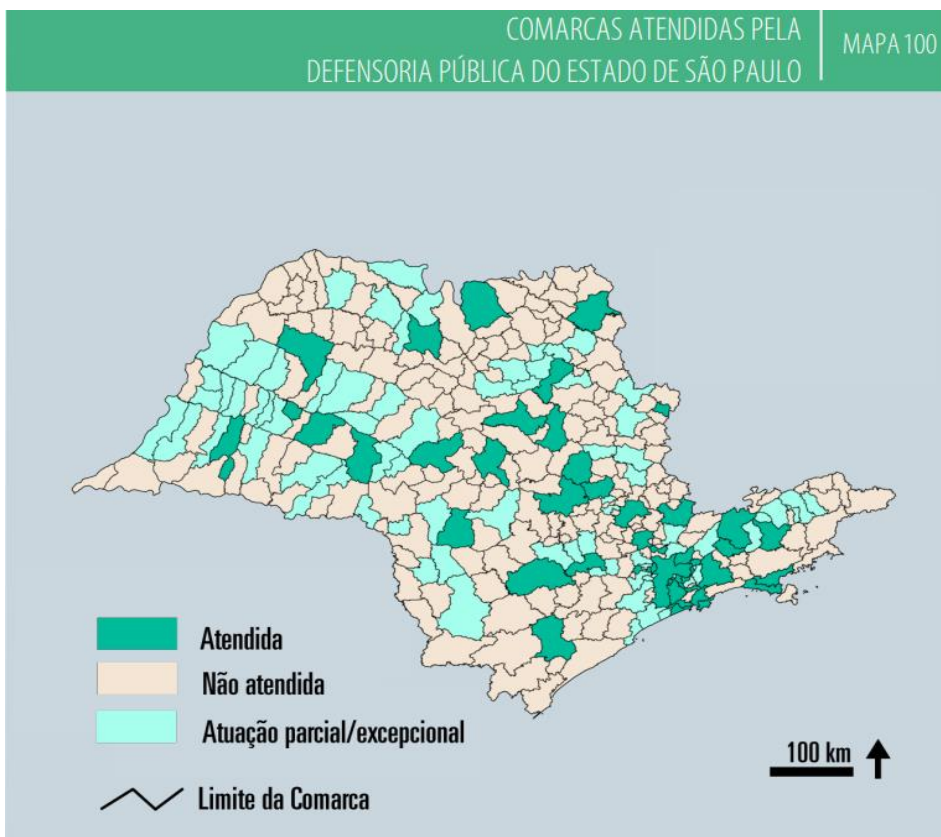 COMARCAS ATENDIDAS PELA
DEFENSORIA PÚBLICA DO ESTADO DE SÃO PAULO
MAPA 100
Atendida
Não atendida
Atuação parcial/excepcional
Limite da Comarca
100 km